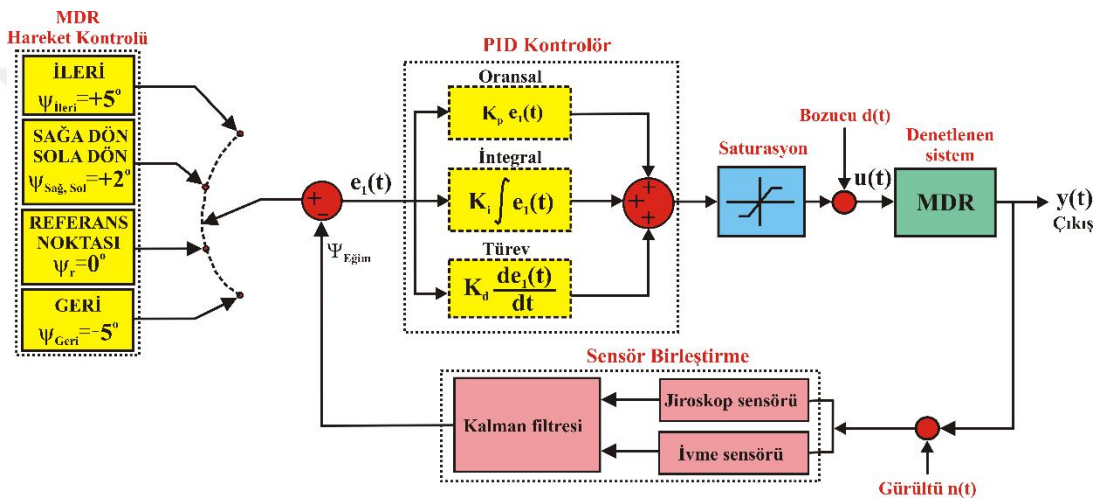 MDR
Hareket Kontrolü
İLERİ
ψİleri=+5°
SAĞA DÖN
SOLA DÖN
ψSağ, Sol=+2°
REFERANS
NOKTASI
ψr=0°
GERİ
ψGeri=-5°
+
−
e₁(t)
ΨEğim
PID Kontrolör
Oransal
Kp e₁(t)
İntegral
Ki ∫ e₁(t)
Türev
Kd de₁(t)/dt
+
+
+
Saturasyon
Bozucu d(t)
u(t)
Denetlenen
sistem
MDR
y(t)
Çıkış
Sensör Birleştirme
Kalman filtresi
Jiroskop sensörü
İvme sensörü
Gürültü n(t)